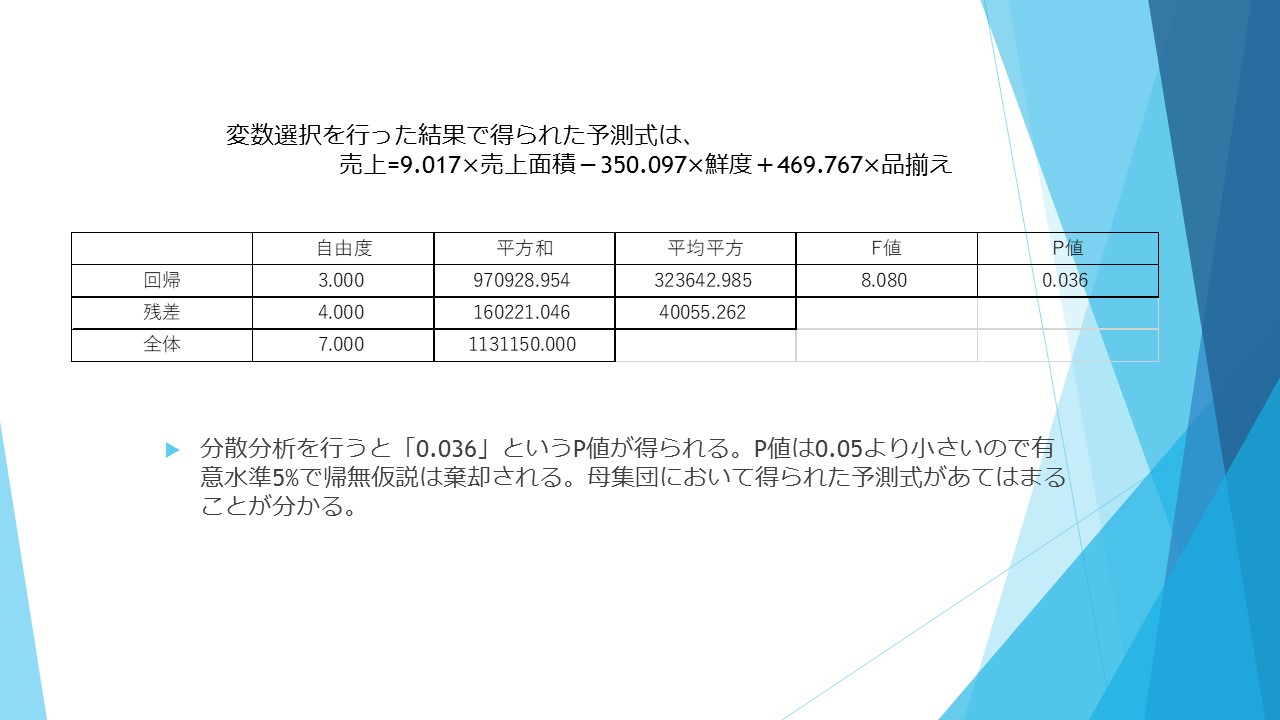 変数選択を行った結果で得られた予測式は、
売上=9.017×売上面積－350.097×鮮度＋469.767×品揃え
自由度 平方和 平均平方 F値 P値
回帰 3.000 970928.954 323642.985 8.080 0.036
残差 4.000 160221.046 40055.262
全体 7.000 1131150.000
分散分析を行うと「0.036」というP値が得られる。P値は0.05より小さいので有
意水準5%で帰無仮説は棄却される。母集団において得られた予測式があてはまる
ことが分かる。